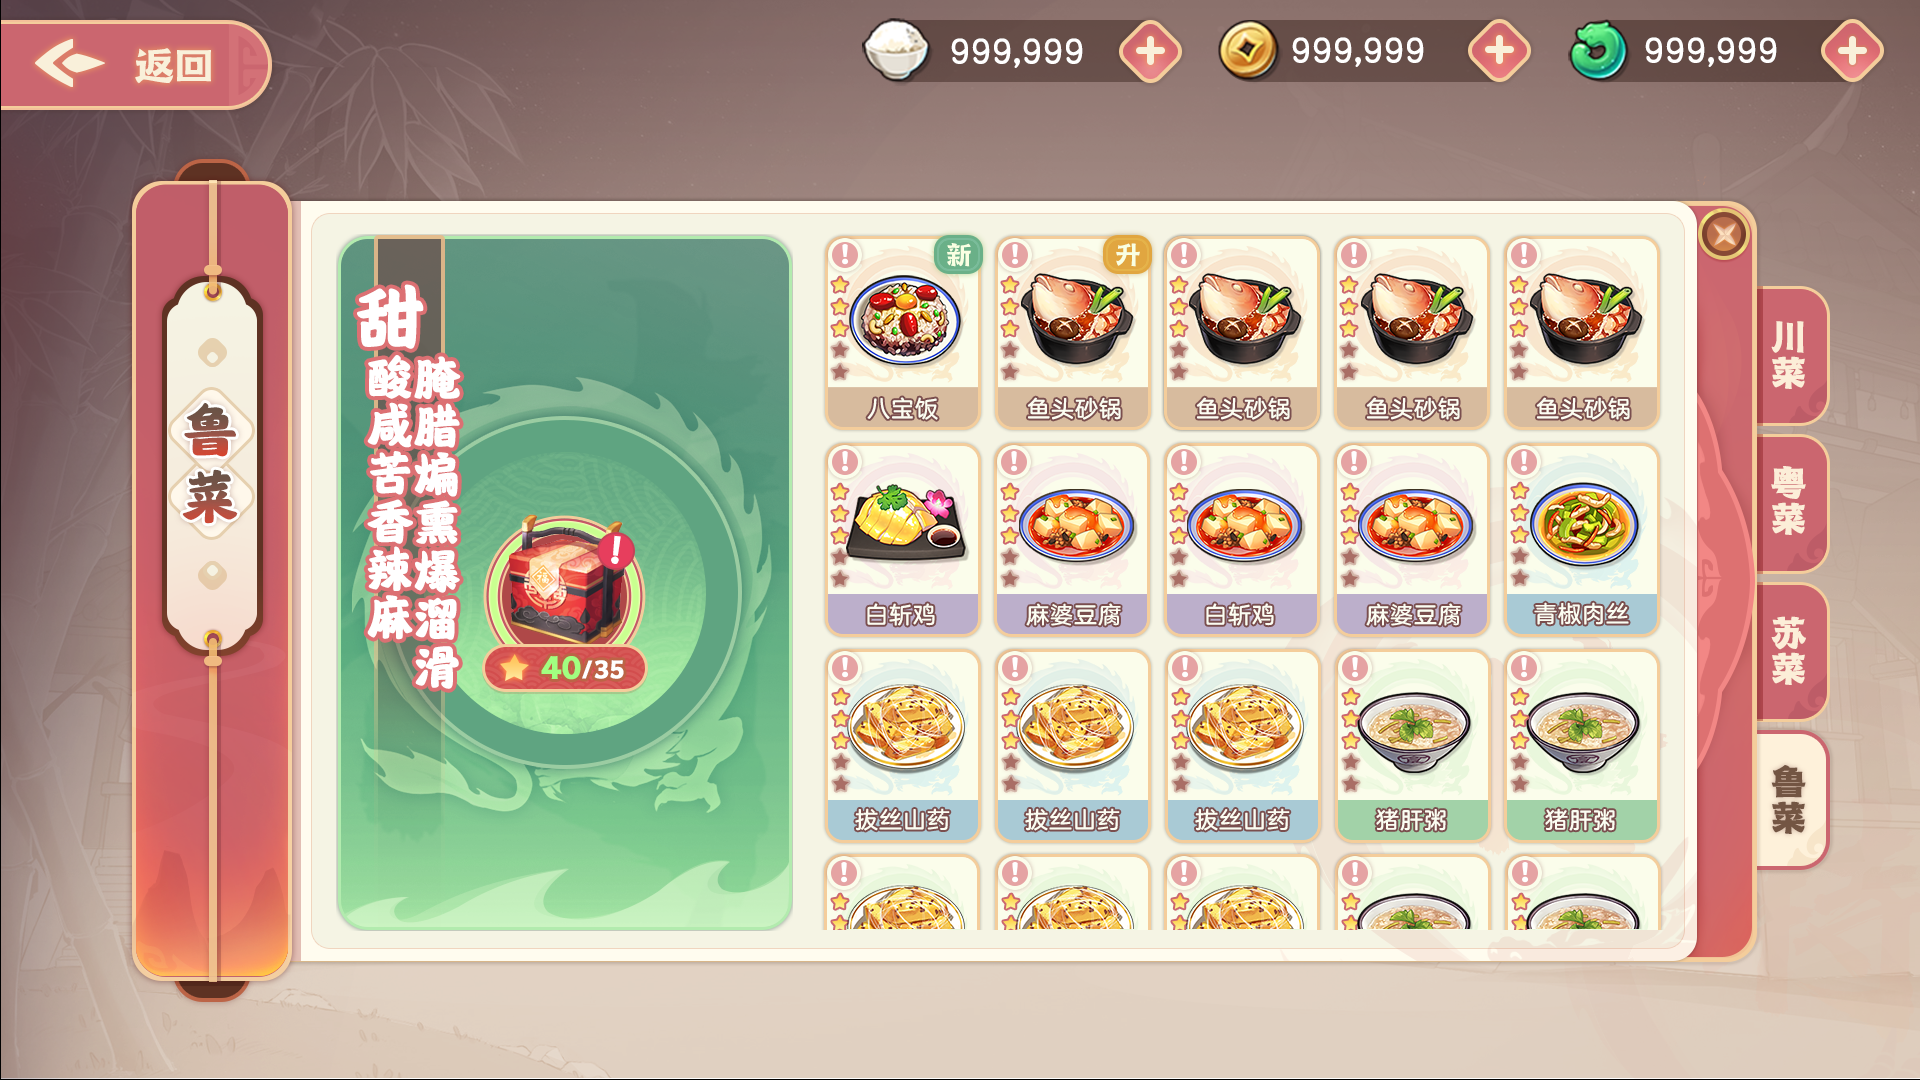 返回
999,999
999,999
999,999
鲁菜
甜
酸咸苦香辣麻
腌腊煸熏爆溜滑
40/35
新
升
八宝饭
鱼头砂锅
鱼头砂锅
鱼头砂锅
鱼头砂锅
白斩鸡
麻婆豆腐
白斩鸡
麻婆豆腐
青椒肉丝
拔丝山药
拔丝山药
拔丝山药
猪肝粥
猪肝粥
川菜
粤菜
苏菜
鲁菜